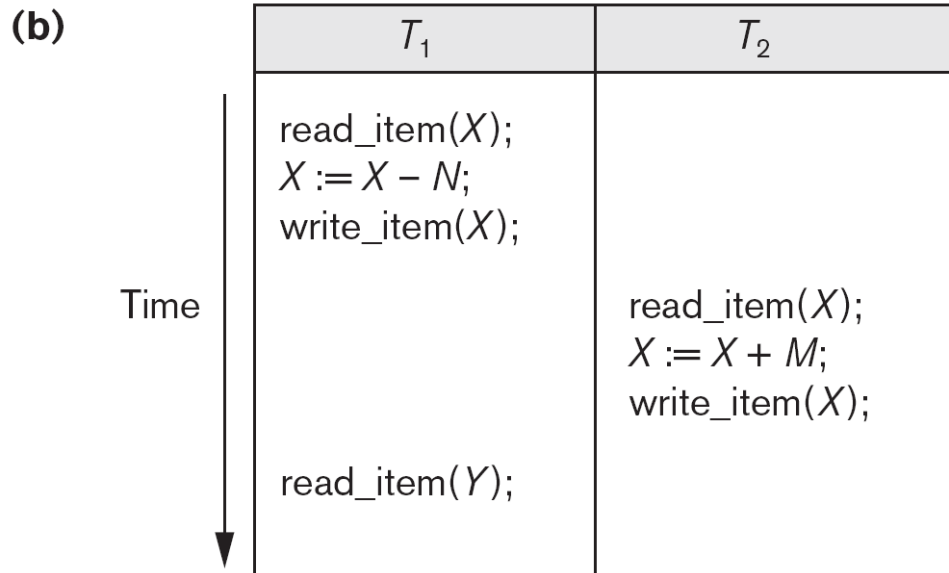 (b)
T₁ T₂
read_item(X);
X := X – N;
write_item(X);
Time
read_item(X);
X := X + M;
write_item(X);
read_item(Y);